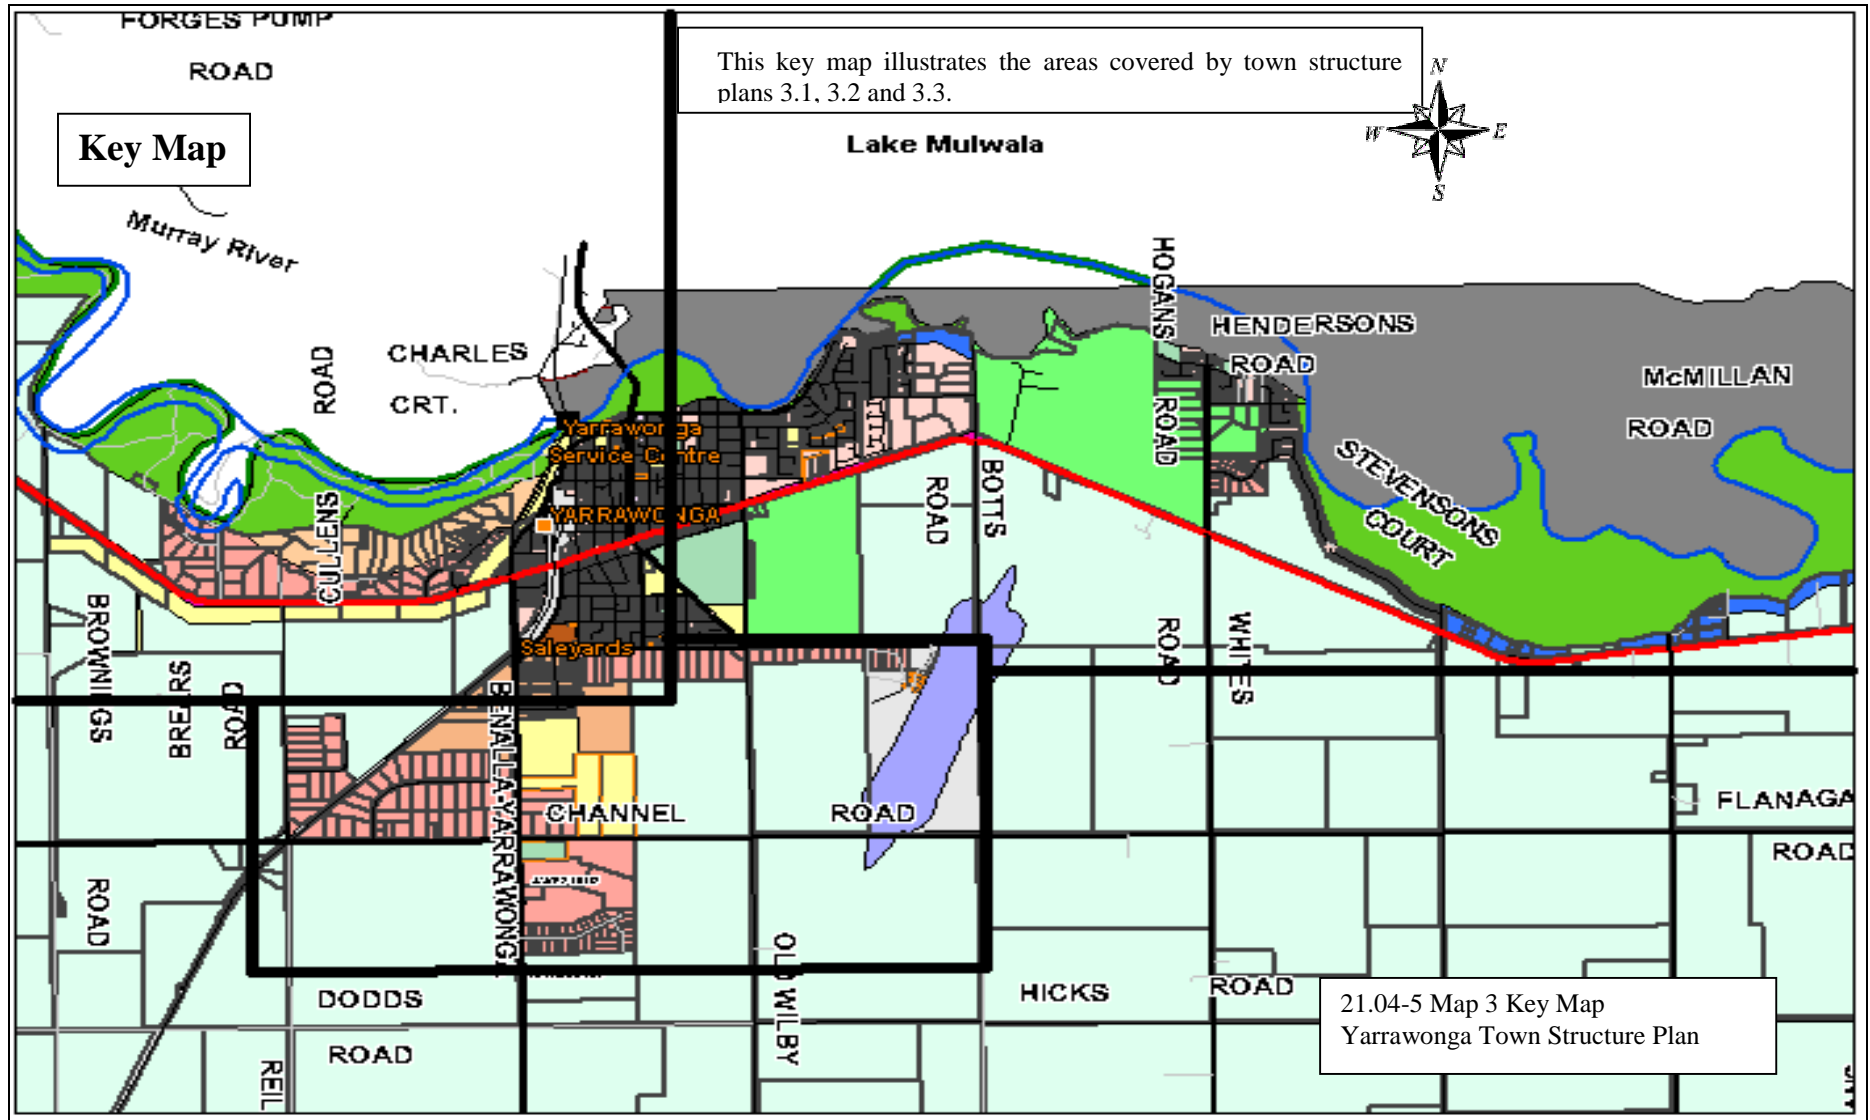 FORGES PUMP
ROAD
This key map illustrates the areas covered by town structure
plans 3.1, 3.2 and 3.3.
N
W
E
S
Key Map
Lake Mulwala
Murray River
HOGANS
ROAD
HENDERSONS
ROAD
CHARLES
CRT.
CULLENS
ROAD
McMILLAN
ROAD
Yarrawonga
Service Centre
YARRAWONGA
STEVENSONS
COURT
BOTTS
ROAD
Saleyards
BROWNINGS
ROAD
BREARS
ROAD
BENALLA-YARRAWONGA
WHITES
ROAD
CHANNEL
ROAD
FLANAGA
ROAD
OLD WILBY
DODDS
ROAD
HICKS
ROAD
REIL
21.04-5 Map 3 Key Map
Yarrawonga Town Structure Plan